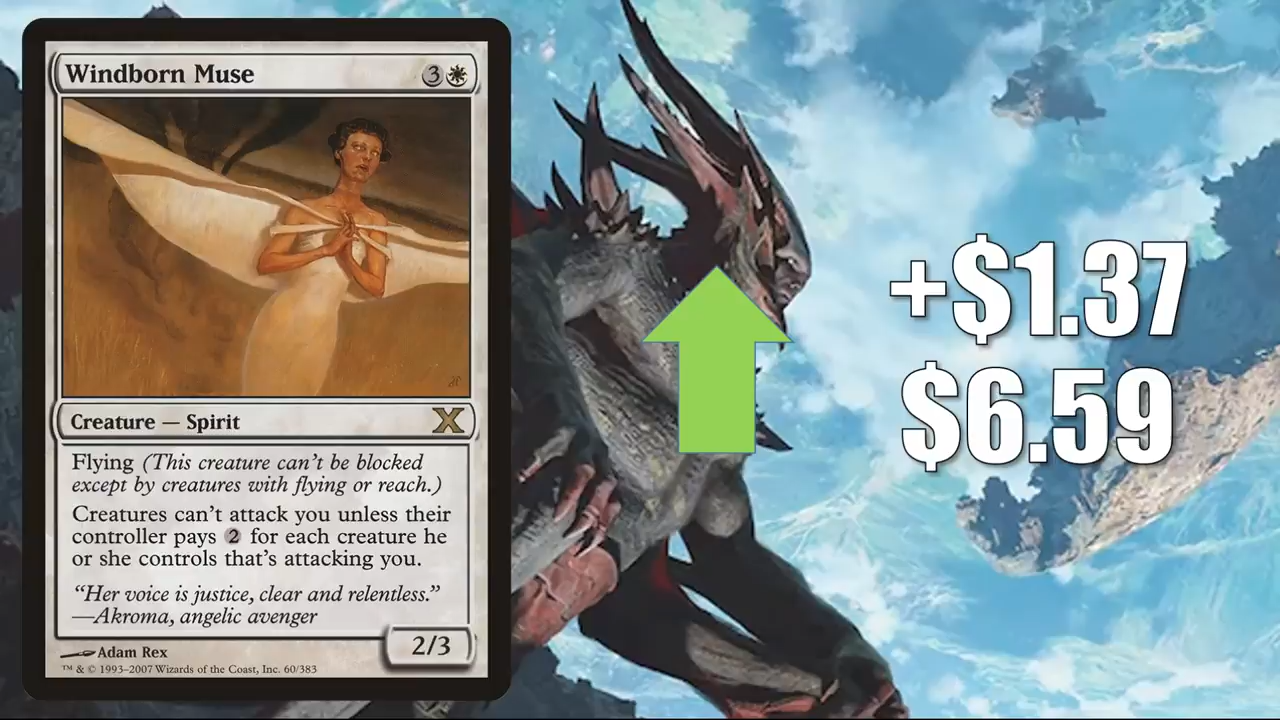 Windborn Muse
3
Creature — Spirit
X
Flying (This creature can't be blocked
except by creatures with flying or reach.)
Creatures can't attack you unless their
controller pays 2 for each creature he
or she controls that's attacking you.
"Her voice is justice, clear and relentless."
—Akroma, angelic avenger
2/3
Adam Rex
™ & © 1993–2007 Wizards of the Coast, Inc. 60/383
+$1.37
$6.59